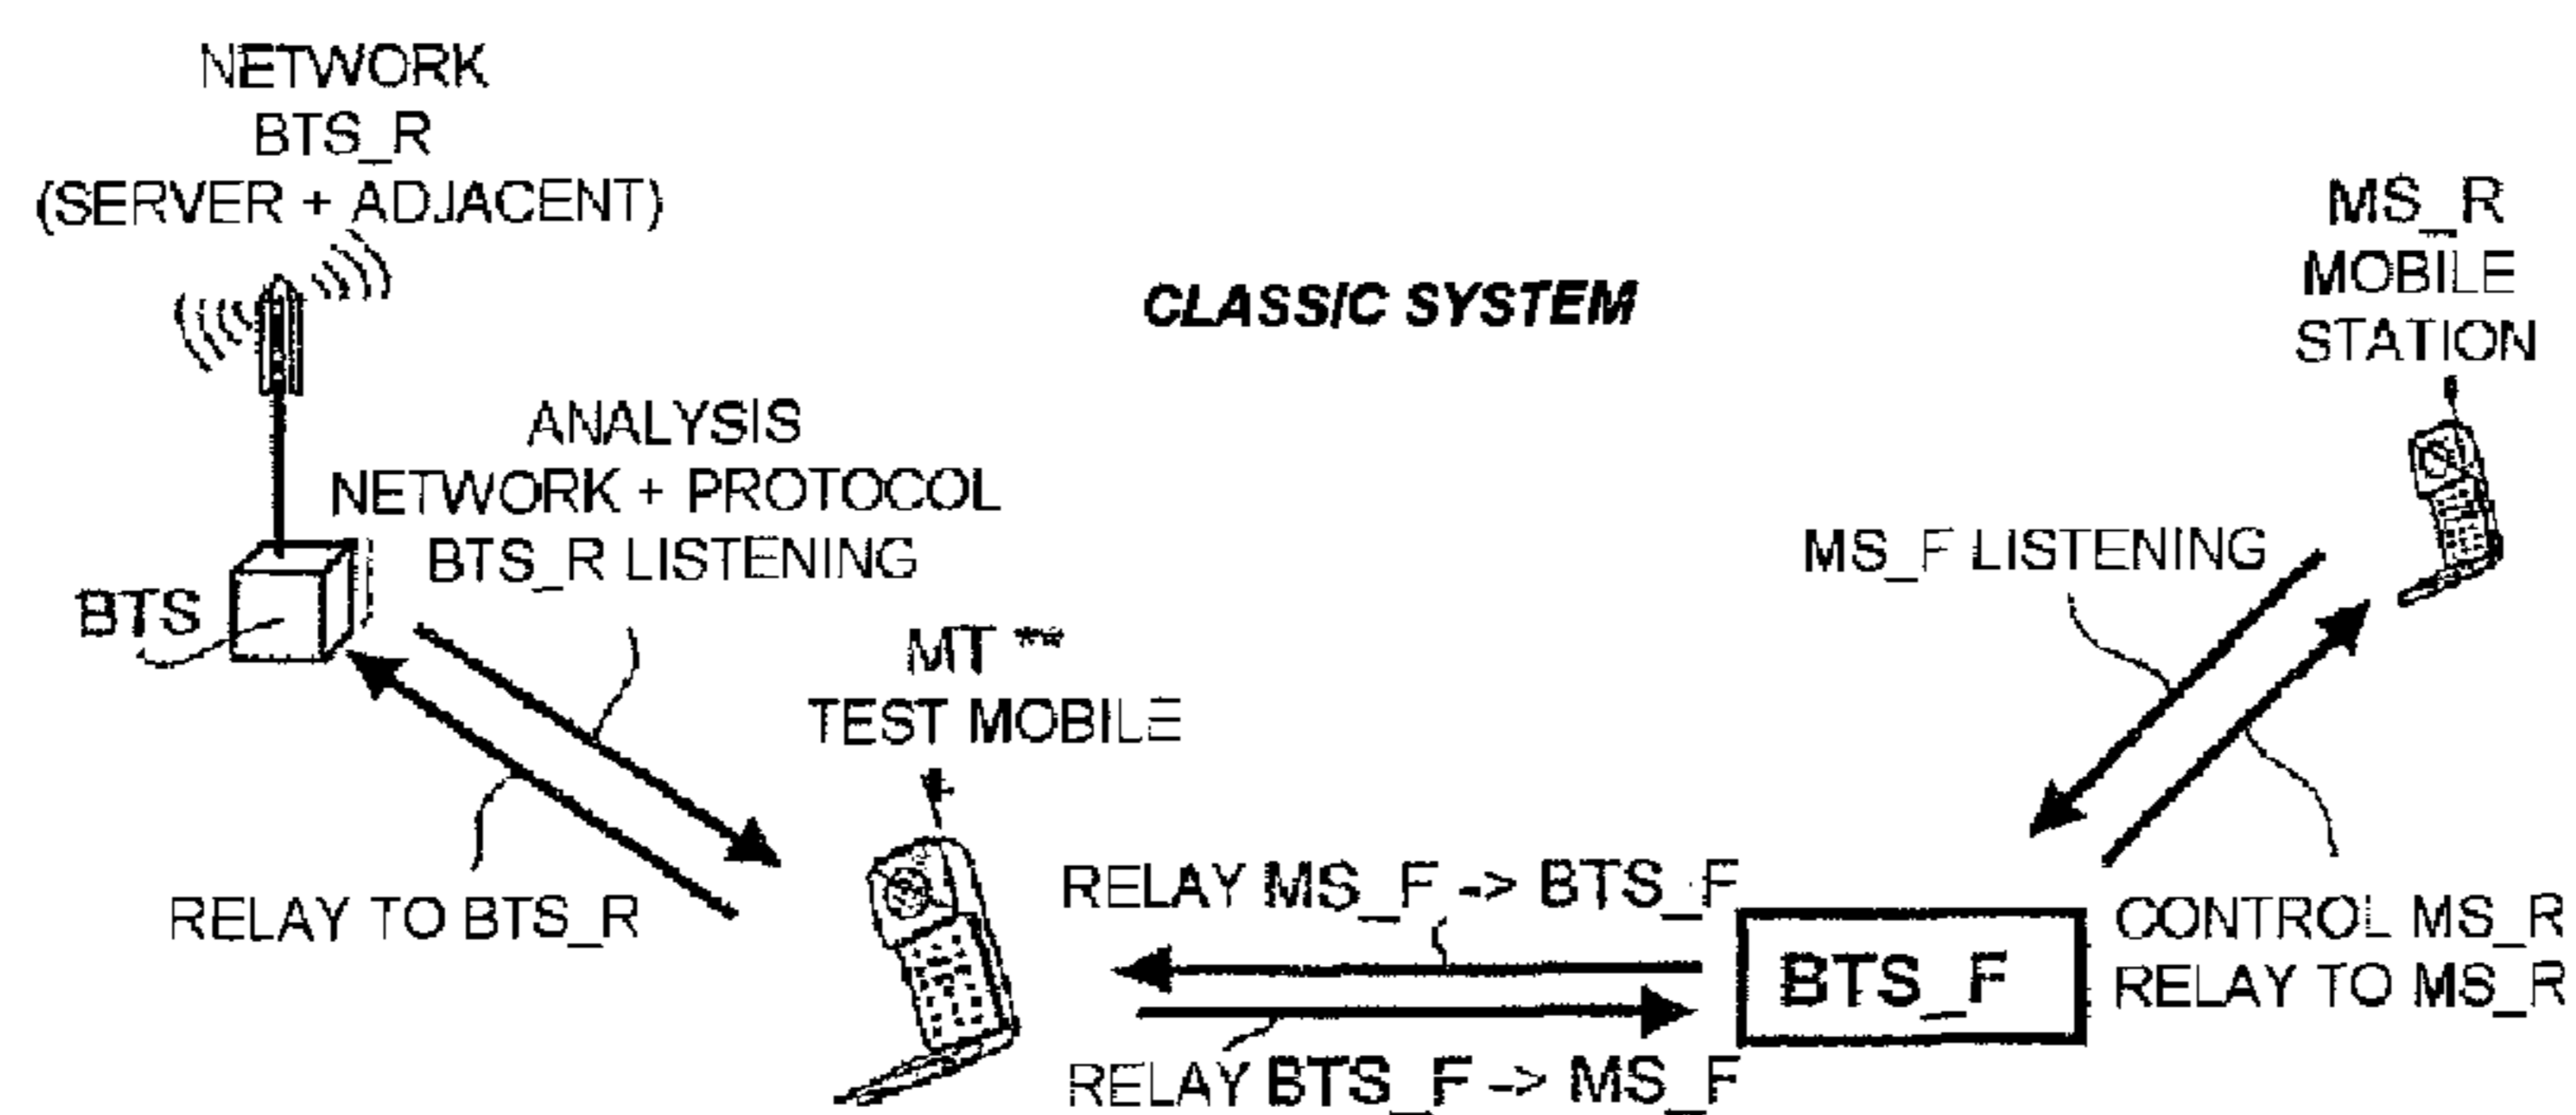 NETWORK
BTS_R
(SERVER + ADJACENT)
CLASSIC SYSTEM
MS_R
MOBILE
STATION
ANALYSIS
NETWORK + PROTOCOL
BTS_R LISTENING
BTS
MS_F LISTENING
MT **
TEST MOBILE
RELAY TO BTS_R
RELAY MS_F -> BTS_F
BTS_F
CONTROL MS_R
RELAY TO MS_R
RELAY BTS_F -> MS_F